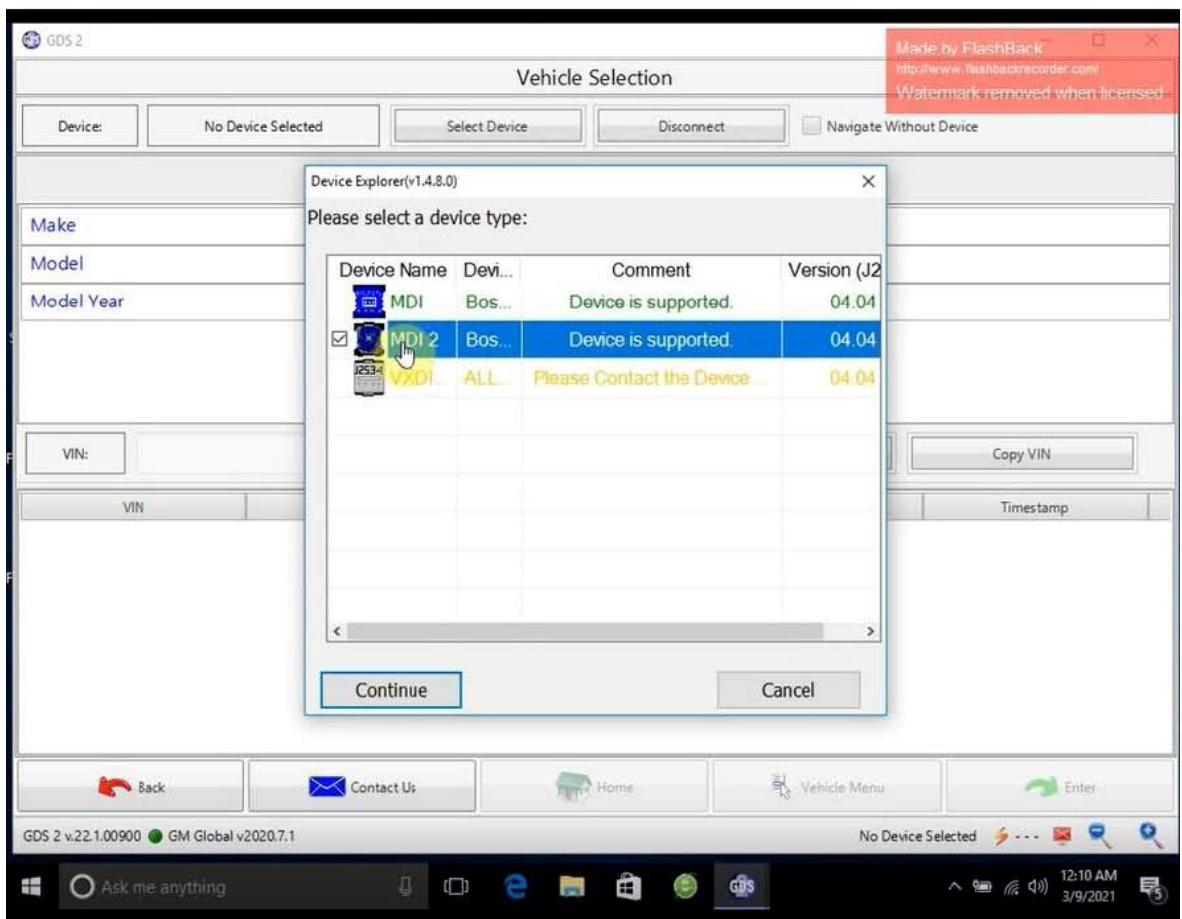 GDS 2
Made by FlashBack
http://www.flashbackrecorder.com/
Watermark removed when licensed
Vehicle Selection
Device:
No Device Selected
Select Device
Disconnect
Navigate Without Device
Device Explorer(v1.4.8.0)
Please select a device type:
Make
Model
Model Year
Device Name Devi... Comment Version (J2
MDI Bos... Device is supported. 04.04
MDI 2 Bos... Device is supported. 04.04
J2534
VXDI... ALL... Please Contact the Device ... 04.04
VIN:
Copy VIN
VIN
Timestamp
Continue
Cancel
Back
Contact Us
Home
Vehicle Menu
Enter
GDS 2 v.22.1.00900 GM Global v2020.7.1
No Device Selected ---
Ask me anything
GDS
12:10 AM
3/9/2021
5